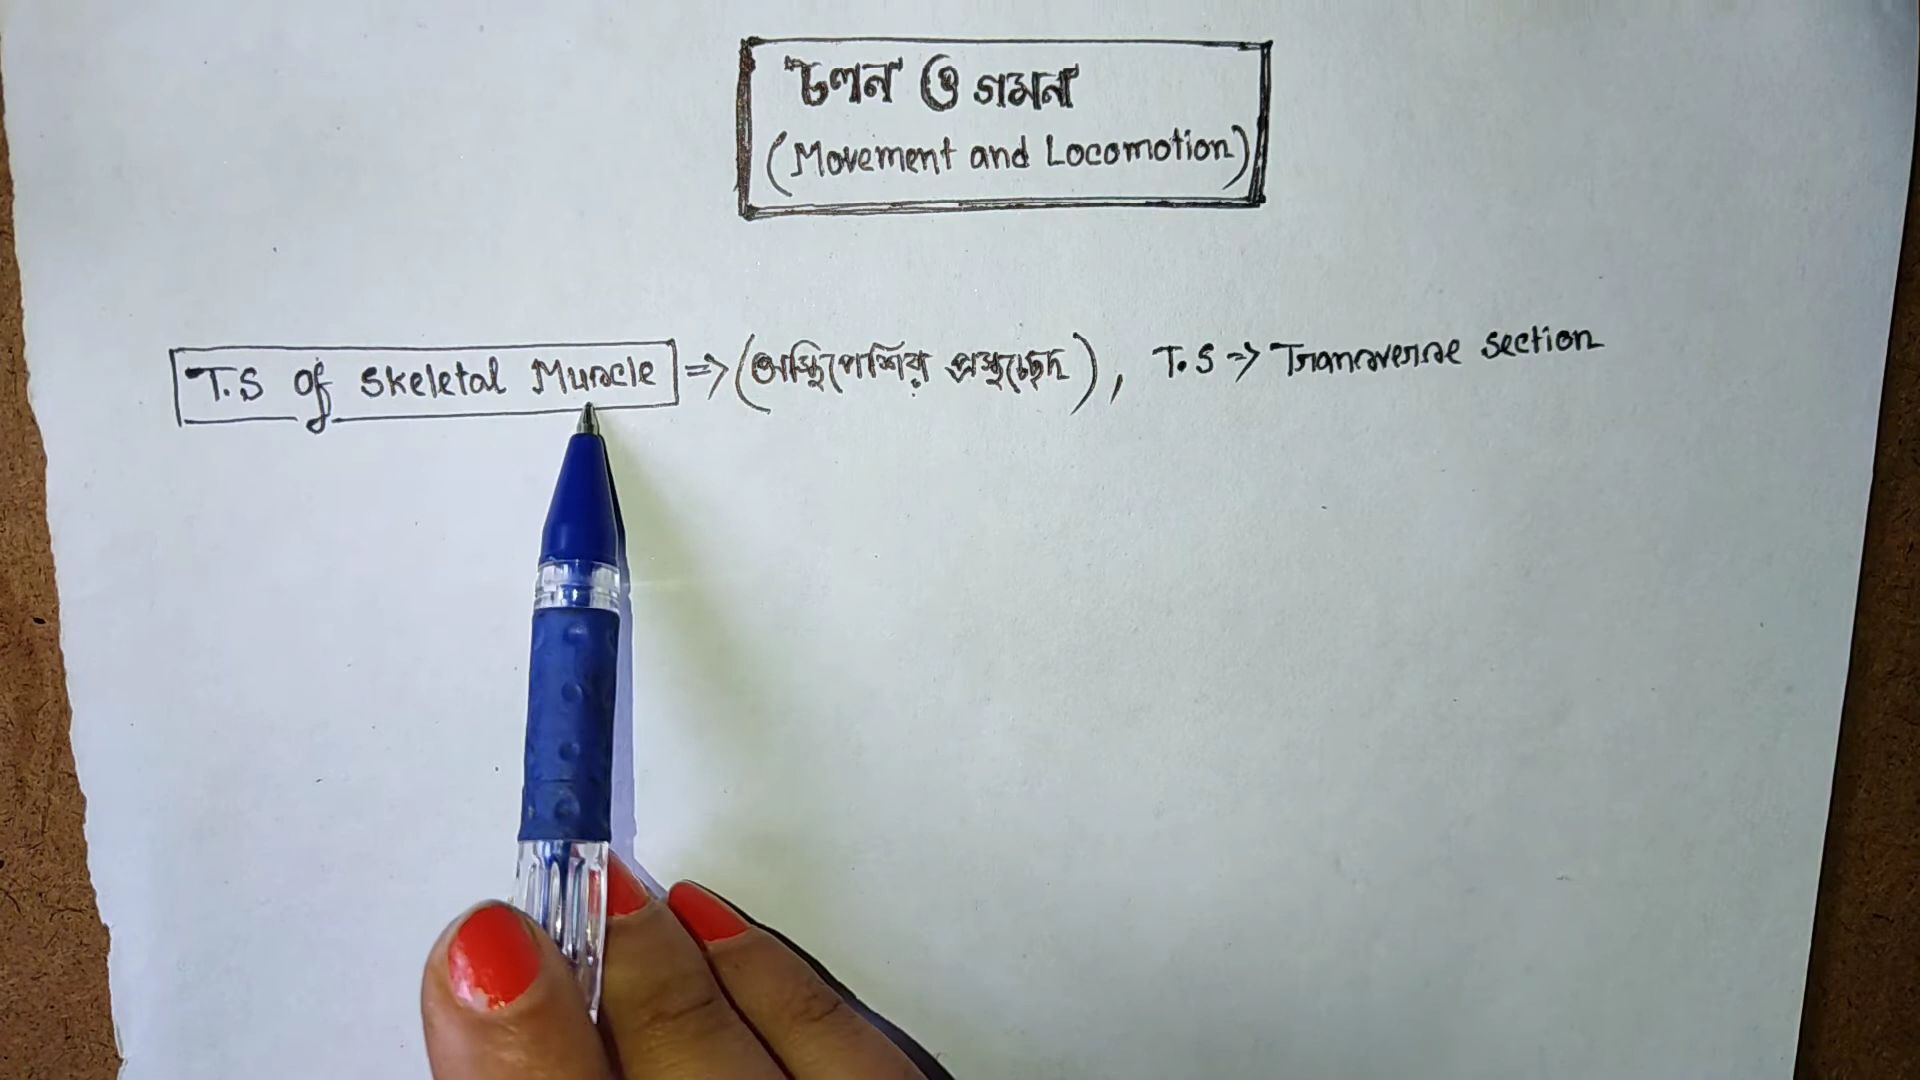 চলন ও গমন
(Movement and Locomotion)
T.S of Skeletal Muscle => (অস্থিপেশির প্রস্থচ্ছেদ), T.S => Transverse section